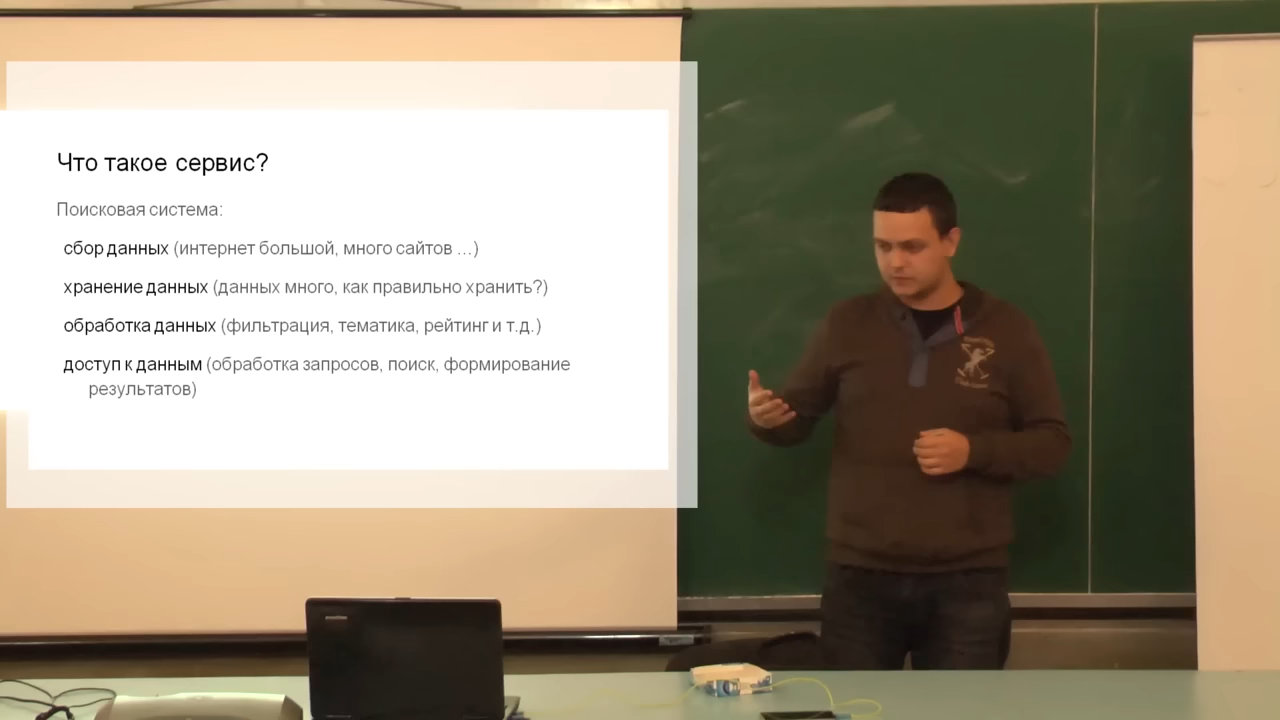 Что такое сервис?
Поисковая система:
сбор данных (интернет большой, много сайтов ...)
хранение данных (данных много, как правильно хранить?)
обработка данных (фильтрация, тематика, рейтинг и т.д.)
доступ к данным (обработка запросов, поиск, формирование
результатов)